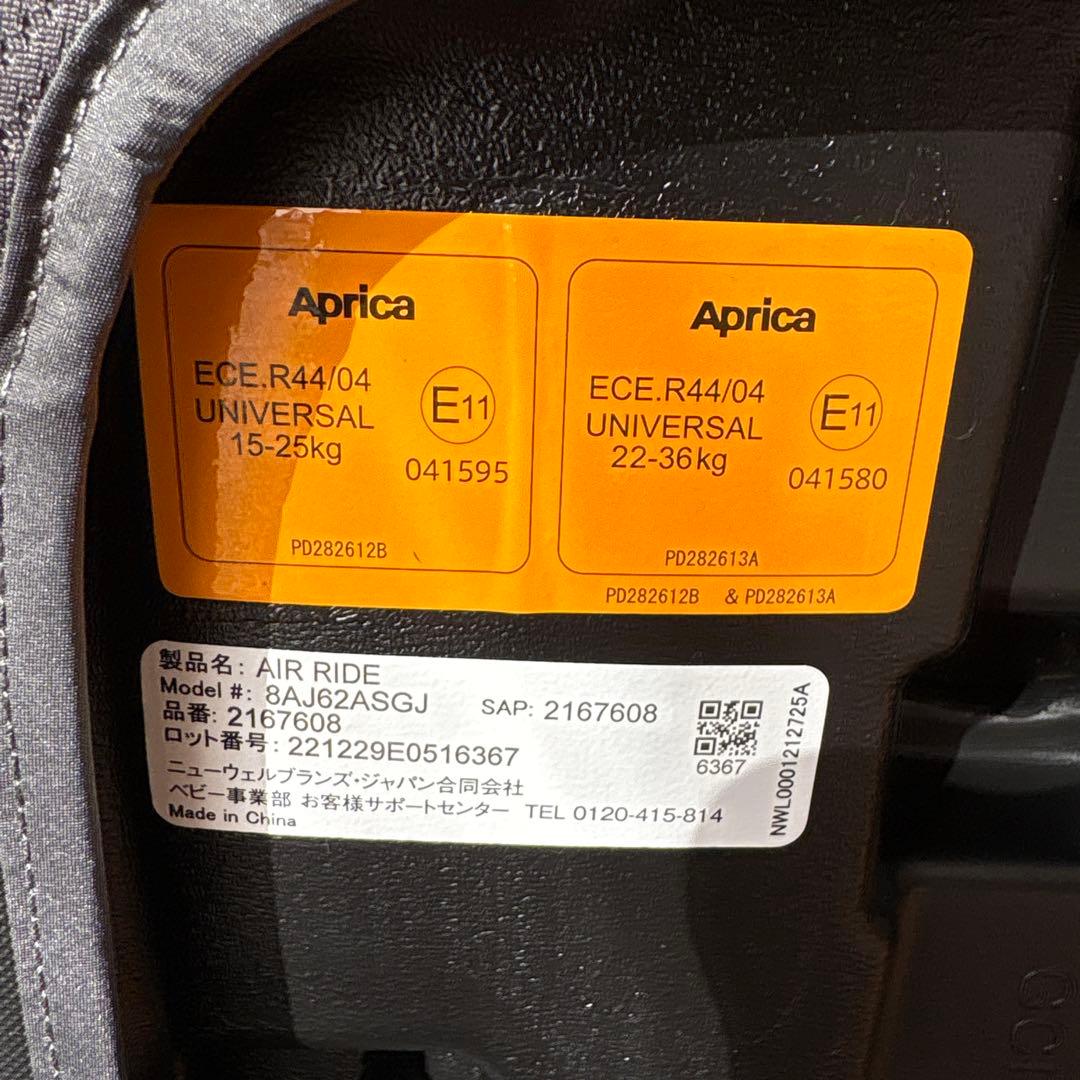 Aprica
ECE.R44/04
UNIVERSAL
15-25kg
E11
041595
PD282612B
Aprica
ECE.R44/04
UNIVERSAL
22-36kg
E11
041580
PD282613A
PD282612B & PD282613A
製品名: AIR RIDE
Model #: 8AJ62ASGJ
品番: 2167608
SAP: 2167608
ロット番号: 221229E0516367
ニューウェルブランズ・ジャパン合同会社
ベビー事業部 お客様サポートセンター TEL 0120-415-814
Made in China
6367
NWL0001212725A